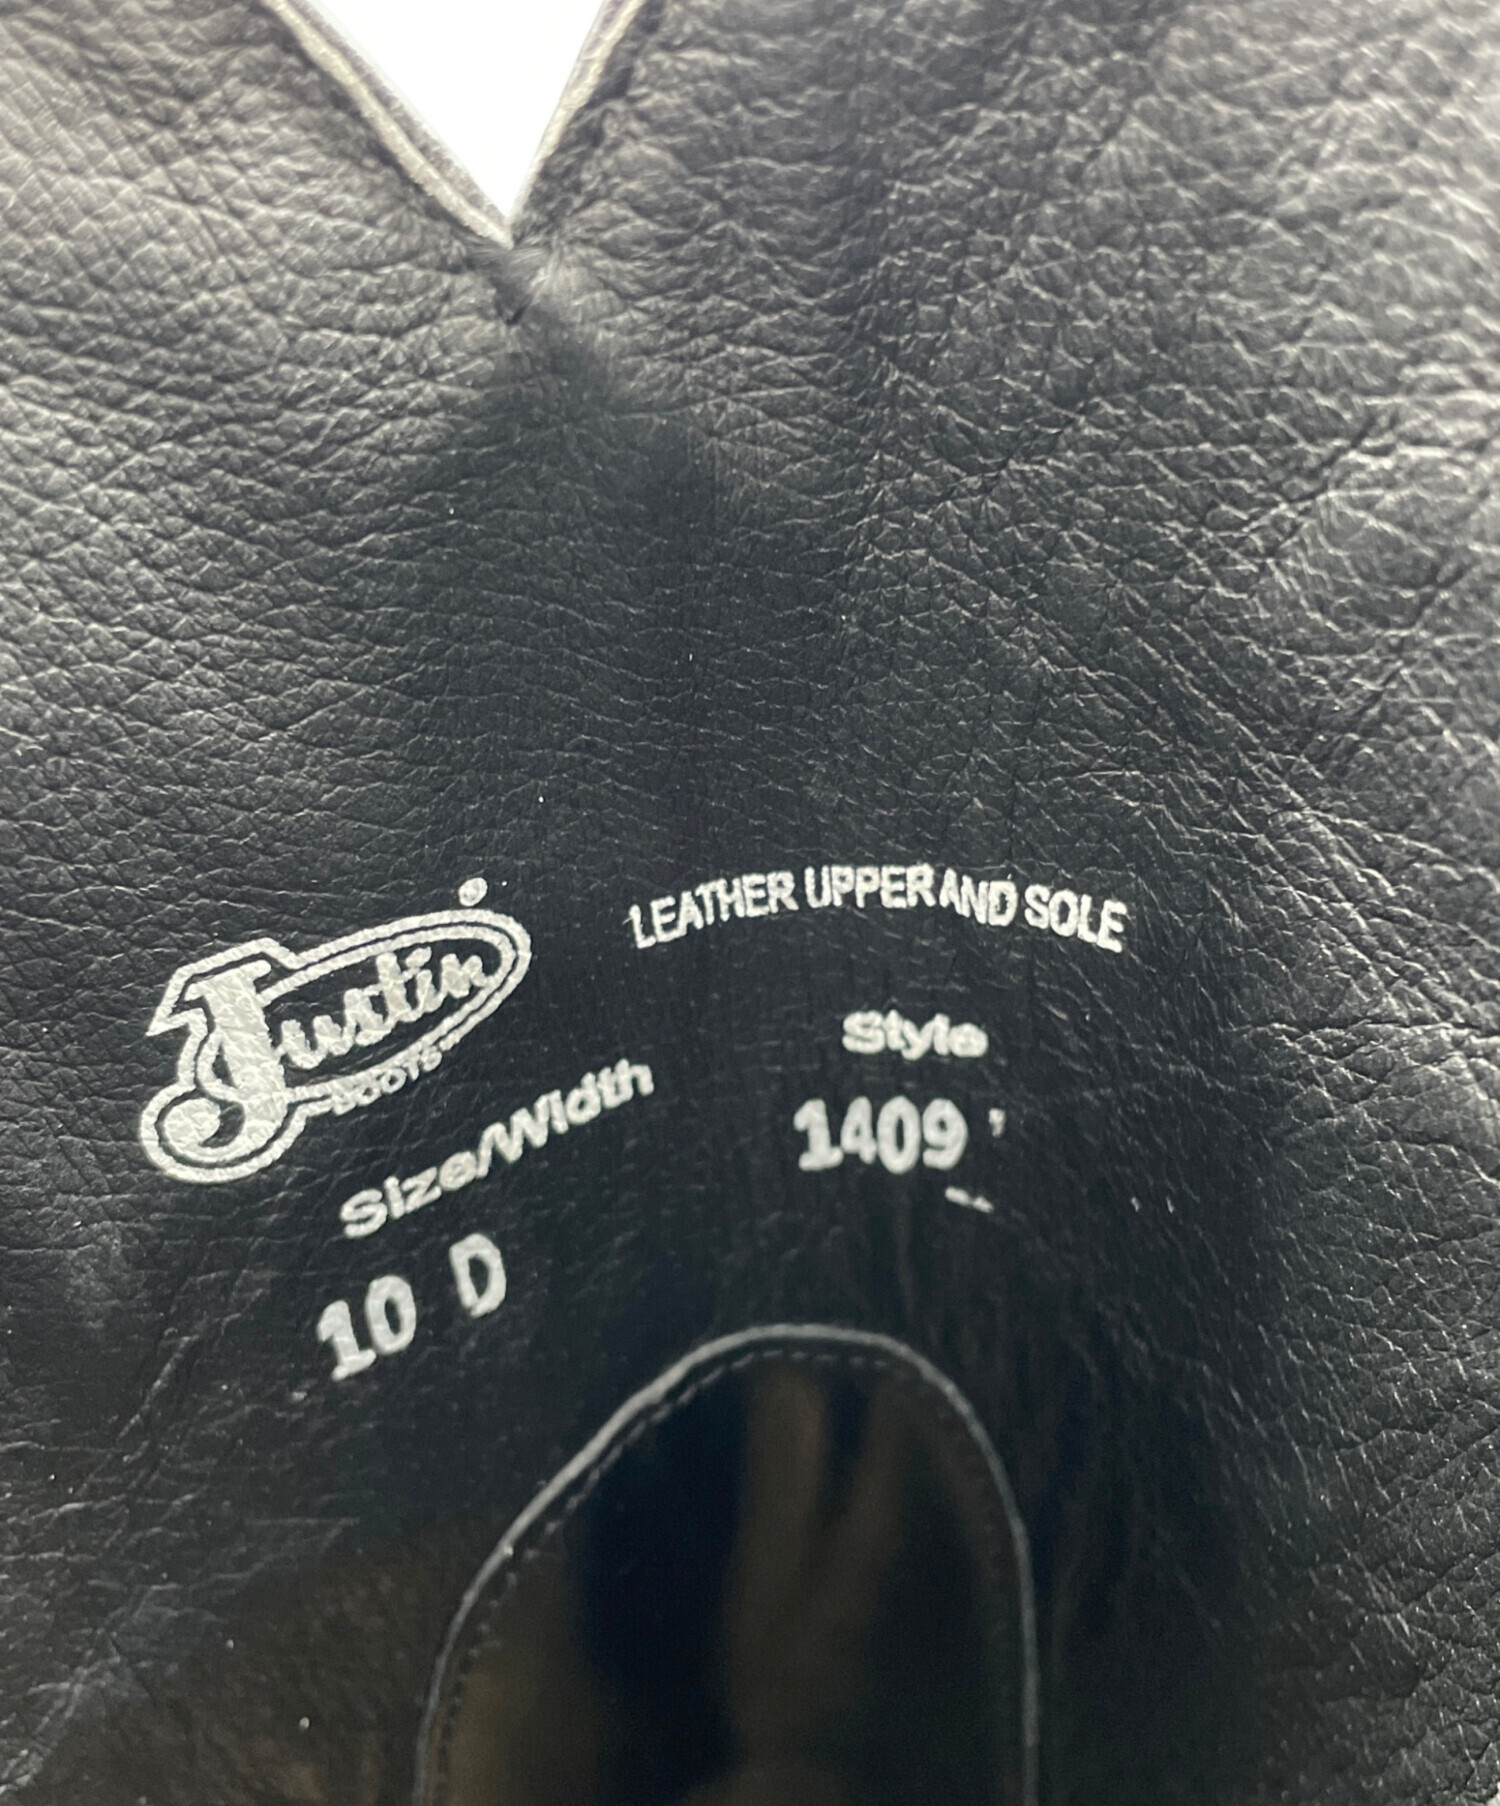 Justin
BOOTS
LEATHER UPPER AND SOLE
Size/Width
10 D
Style
1409